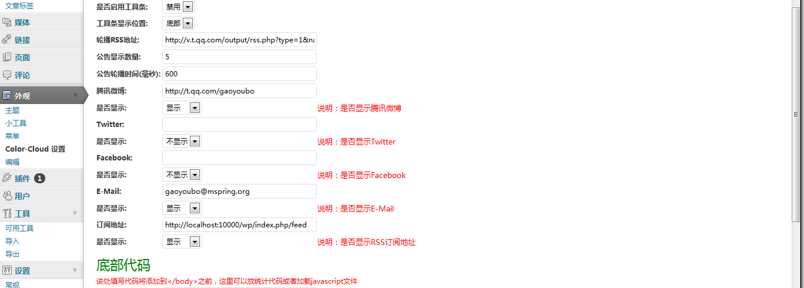 文章标签
媒体
链接
页面
评论
外观
主题
小工具
菜单
Color-Cloud 设置
编辑
插件 1
用户
工具
可用工具
导入
导出
设置
常规
是否启用工具条: 禁用
工具条显示位置: 底部
轮播RSS地址: http://v.t.qq.com/output/rss.php?type=1&na
公告显示数量: 5
公告轮播时间(毫秒): 600
腾讯微博: http://t.qq.com/gaoyoubo
是否显示: 显示 说明：是否显示腾讯微博
Twitter:
是否显示: 不显示 说明：是否显示Twitter
Facebook:
是否显示: 不显示 说明：是否显示Facebook
E-Mail: gaoyoubo@mspring.org
是否显示: 显示 说明：是否显示E-Mail
订阅地址: http://localhost:10000/wp/index.php/feed
是否显示: 显示 说明：是否显示RSS订阅地址
底部代码
该处填写代码将添加到</body>之前，这里可以放统计代码或者加载javascript文件